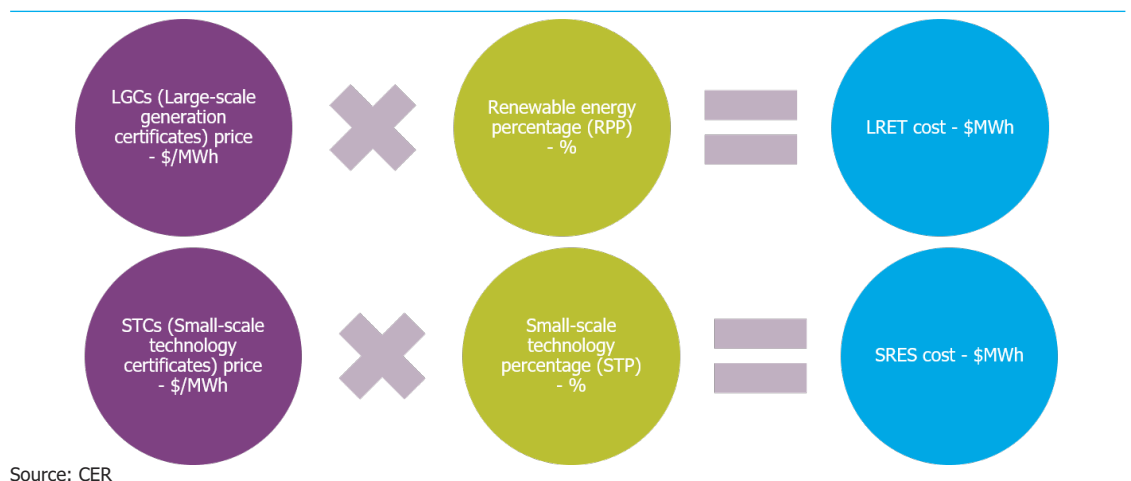 LGCs (Large-scale
generation
certificates) price
- $/MWh
Renewable energy
percentage (RPP)
- %
LRET cost - $MWh
STCs (Small-scale
technology
certificates) price
- $/MWh
Small-scale
technology
percentage (STP)
- %
SRES cost - $MWh
Source: CER